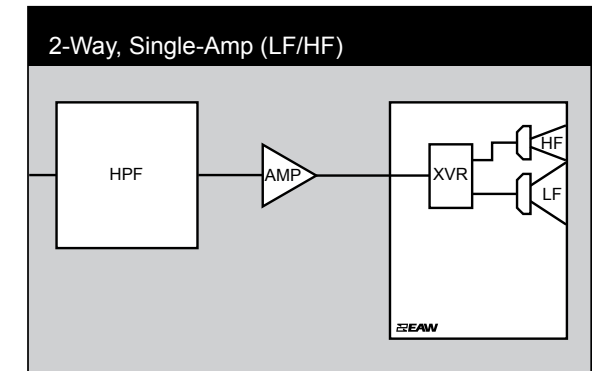 2-Way, Single-Amp (LF/HF)
HPF
AMP
XVR
HF
LF
EAW